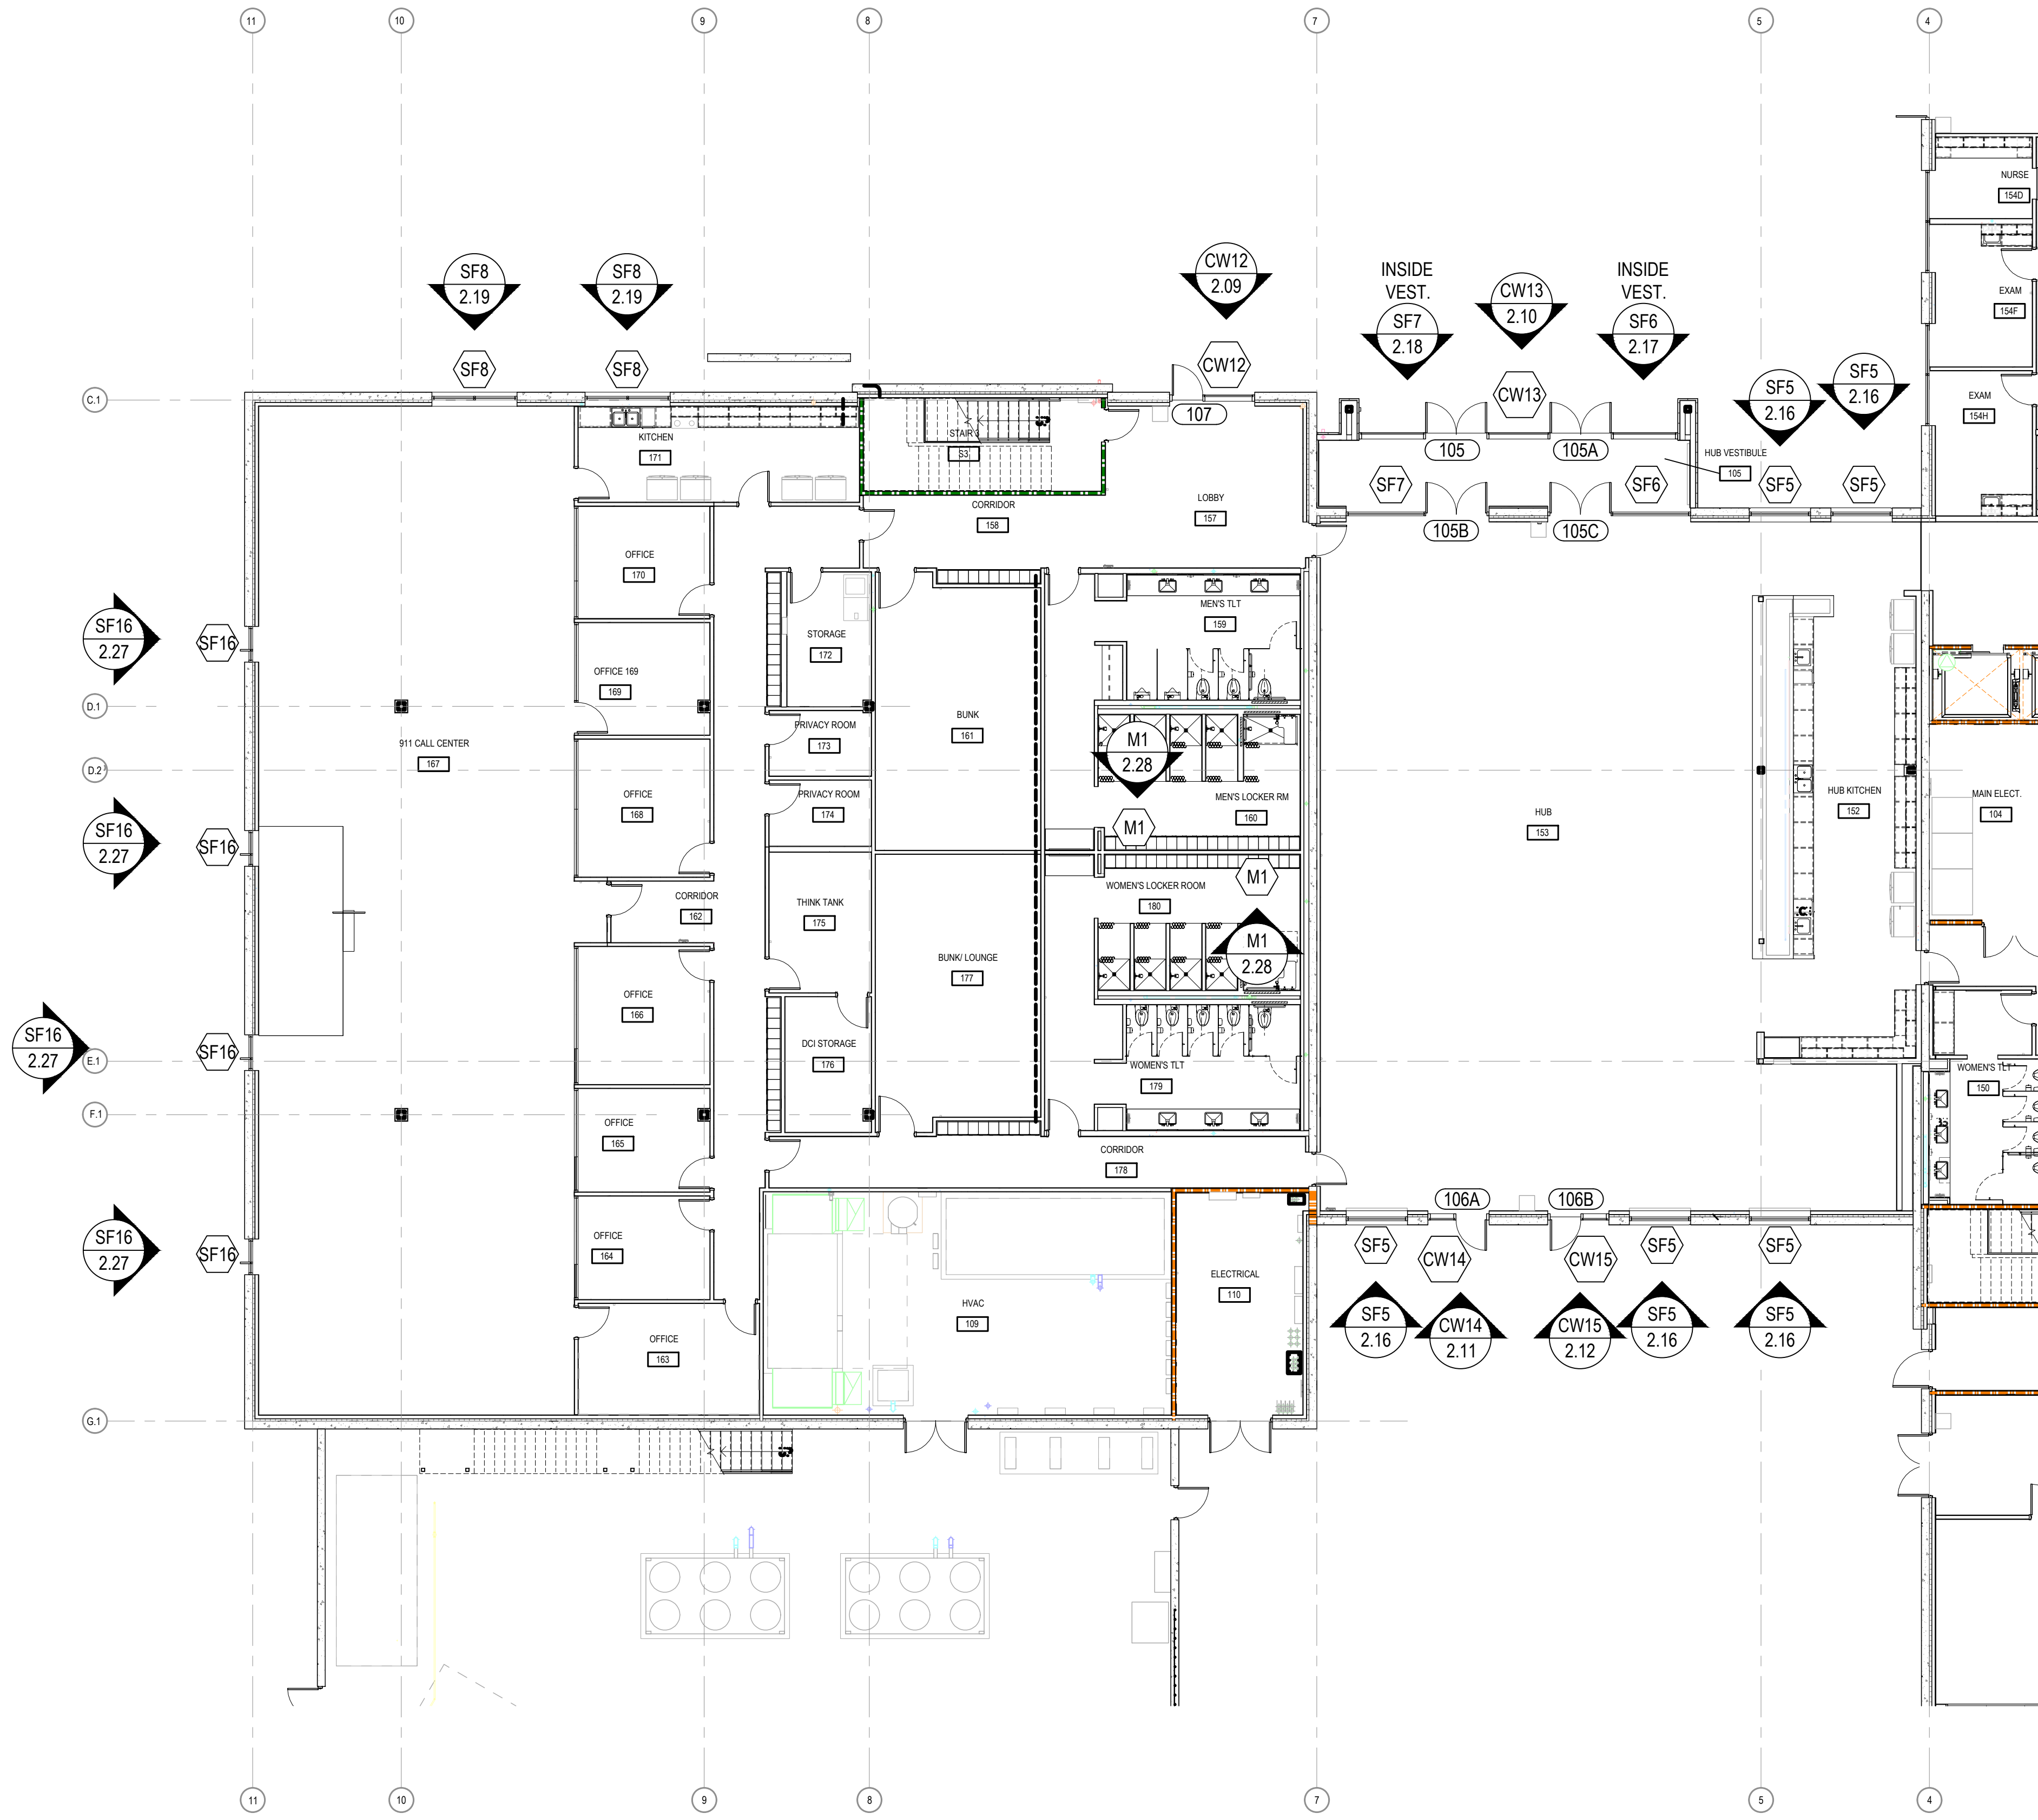 11
10
9
8
7
5
4
NURSE
154D
EXAM
154F
EXAM
154H
SF8
2.19
SF8
2.19
CW12
2.09
INSIDE
VEST.
SF7
2.18
CW13
2.10
INSIDE
VEST.
SF6
2.17
SF5
2.16
SF5
2.16
SF8
SF8
CW12
CW13
C.1
107
105
105A
HUB VESTIBULE
105
SF7
SF6
SF5
SF5
105B
105C
KITCHEN
171
STAIR 3
S3
CORRIDOR
158
LOBBY
157
OFFICE
170
STORAGE
172
MEN'S TLT
159
SF16
2.27
SF16
OFFICE 169
169
D.1
BUNK
161
PRIVACY ROOM
173
911 CALL CENTER
167
M1
2.28
D.2
OFFICE
168
PRIVACY ROOM
174
MEN'S LOCKER RM
160
HUB
153
HUB KITCHEN
152
MAIN ELECT.
104
SF16
2.27
SF16
M1
M1
CORRIDOR
162
THINK TANK
175
WOMEN'S LOCKER ROOM
180
M1
2.28
BUNK/ LOUNGE
177
OFFICE
166
SF16
2.27
SF16
E.1
DCI STORAGE
176
WOMEN'S TLT
179
WOMEN'S TLT
150
F.1
OFFICE
165
CORRIDOR
178
106A
106B
OFFICE
164
SF16
2.27
SF16
SF5
CW14
CW15
SF5
SF5
ELECTRICAL
110
HVAC
109
SF5
2.16
CW14
2.11
CW15
2.12
SF5
2.16
SF5
2.16
OFFICE
163
G.1
11
10
9
8
7
5
4